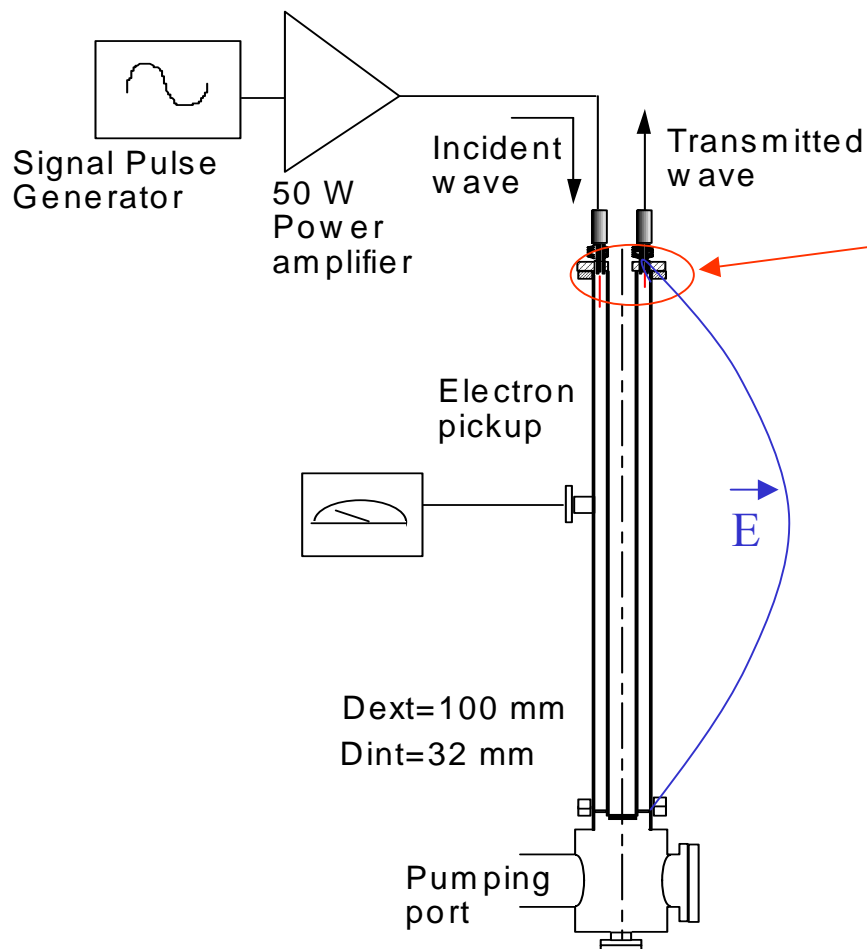 Signal Pulse
Generator
50 W
Power
amplifier
Incident
wave
Transmitted
wave
Electron
pickup
E
Dext=100 mm
Dint=32 mm
Pumping
port